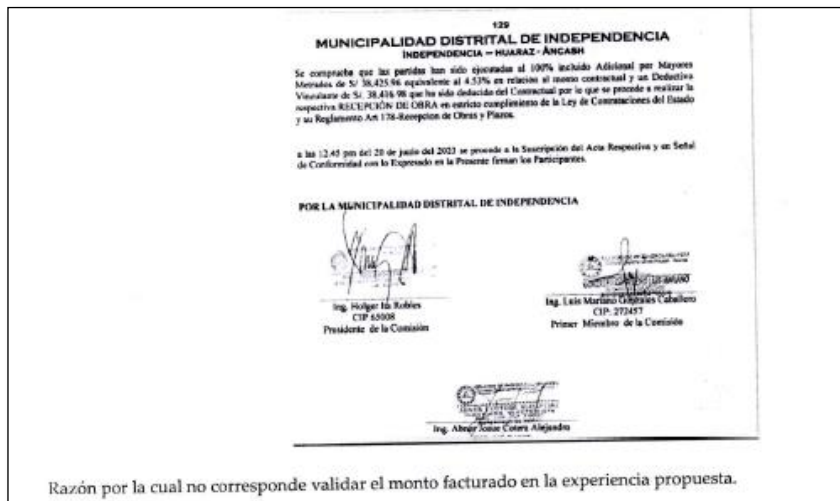 129
MUNICIPALIDAD DISTRITAL DE INDEPENDENCIA
INDEPENDENCIA – HUARAZ - ÁNCASH
Se comprueba que las partidas han sido ejecutadas al 100% incluido Adicional por Mayores
Metrados de S/ 38,425.96 equivalente al 4.53% en relación al monto contractual y un Deductivo
Vinculante de S/. 38,416.98 que ha sido deducido del Contractual por lo que se procede a realizar la
respectiva RECEPCIÓN DE OBRA en estricto cumplimiento de la Ley de Contrataciones del Estado
y su Reglamento Art 178-Recepcion de Obras y Plazos.
a las 12.45 pm del 20 de junio del 2023 se procede a la Suscripción del Acta Respectiva y en Señal
de Conformidad con lo Expresado en la Presente firman los Participantes.
POR LA MUNICIPALIDAD DISTRITAL DE INDEPENDENCIA
Ing. Holger Robles
CIP 65008
Presidente de la Comisión
Ing. Luis Mariano Gonzales Caballero
CIP: 272457
Primer Miembro de la Comisión
Ing. Abner Josue Cotera Alejandro
Razón por la cual no corresponde validar el monto facturado en la experiencia propuesta.